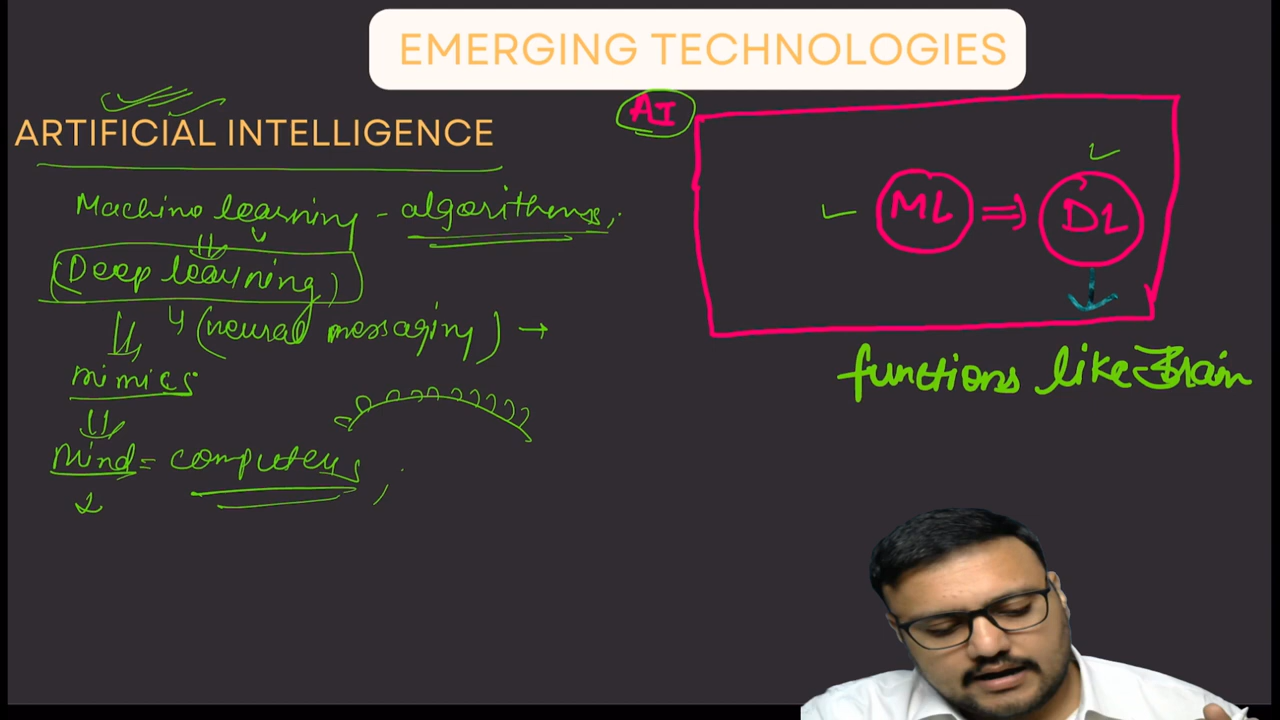 EMERGING TECHNOLOGIES
ARTIFICIAL INTELLIGENCE
Machine learning - algorithms,
(Deep learning)
(neural messaging) →
mimics
Mind = computers,
AI
ML ⇒ DL
functions like Brain